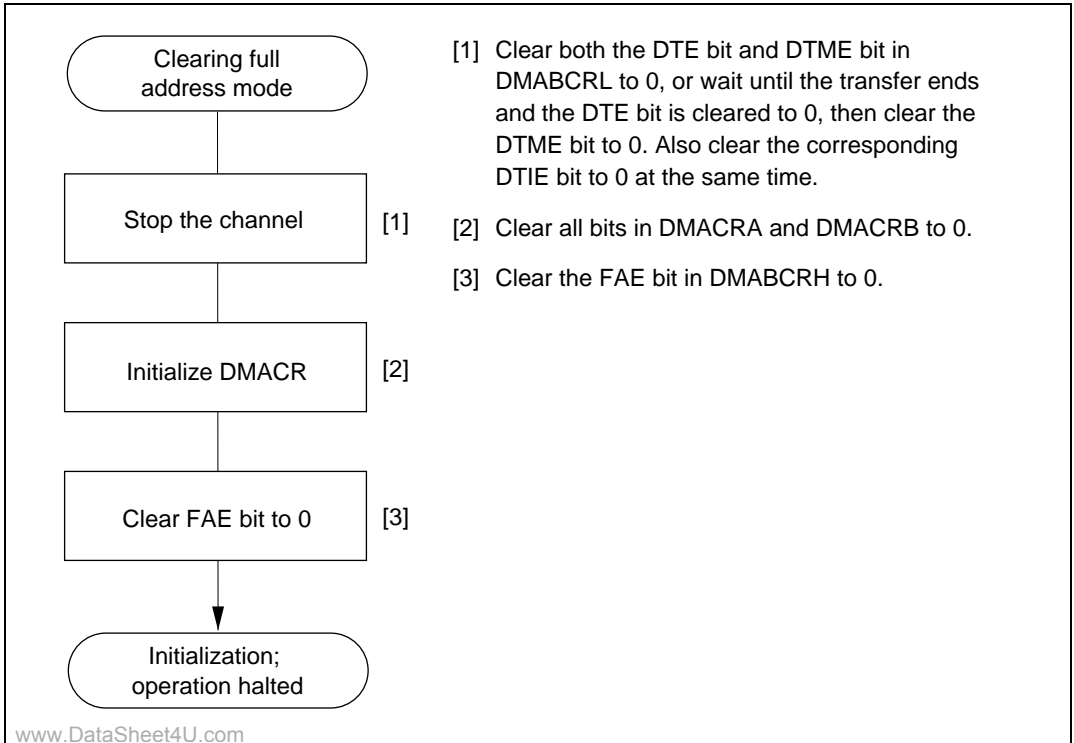 Clearing full
address mode
Stop the channel
[1]
Initialize DMACR
[2]
Clear FAE bit to 0
[3]
Initialization;
operation halted
[1] Clear both the DTE bit and DTME bit in
DMABCRL to 0, or wait until the transfer ends
and the DTE bit is cleared to 0, then clear the
DTME bit to 0. Also clear the corresponding
DTIE bit to 0 at the same time.
[2] Clear all bits in DMACRA and DMACRB to 0.
[3] Clear the FAE bit in DMABCRH to 0.
www.DataSheet4U.com